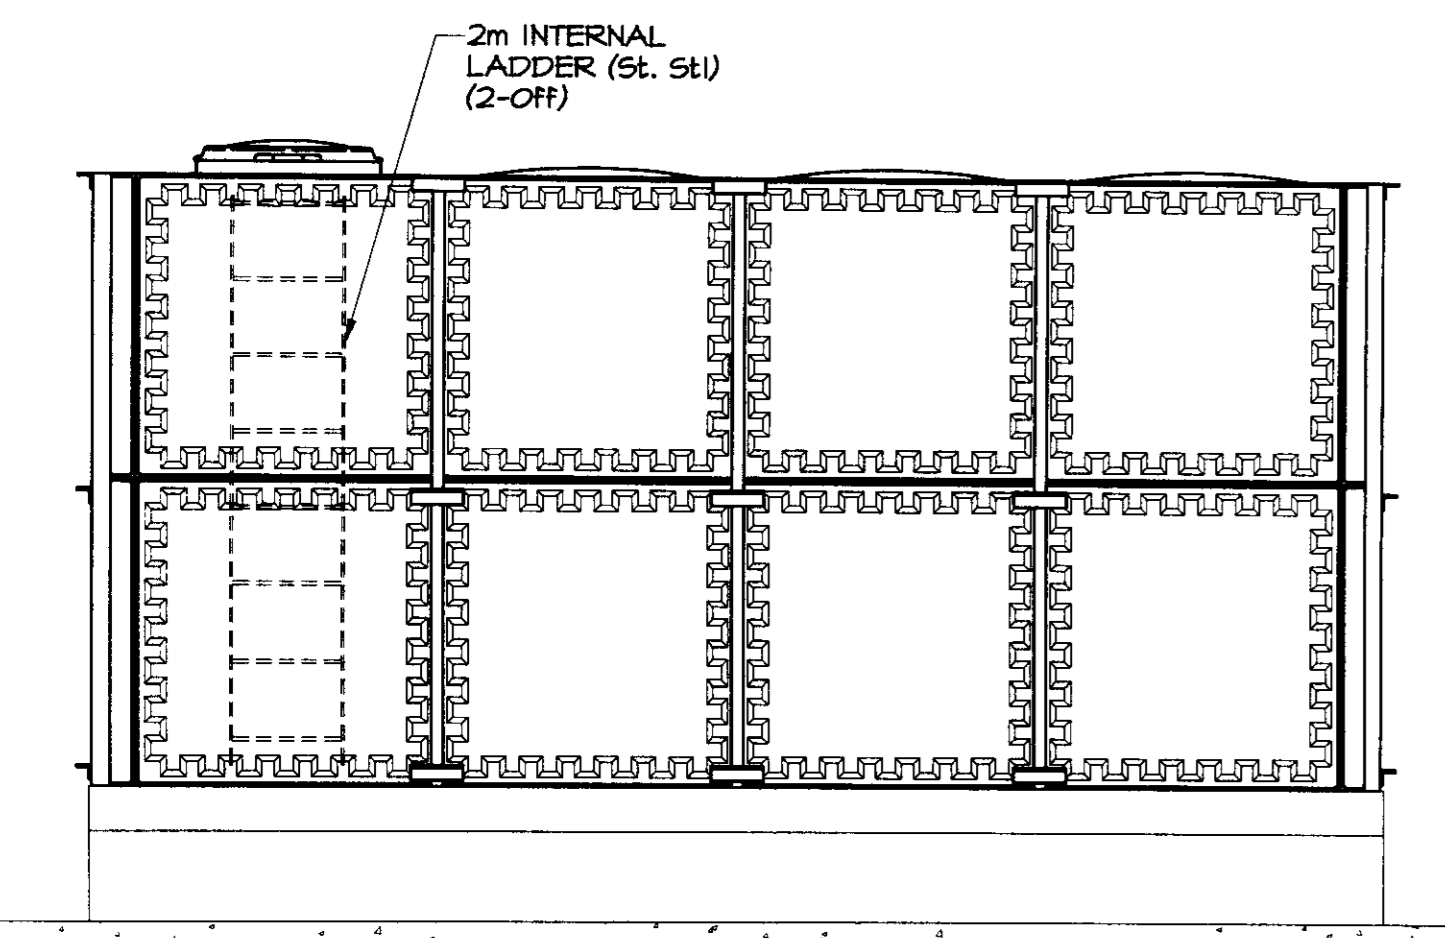 2m INTERNAL
LADDER (St. Stl)
(2-Off)